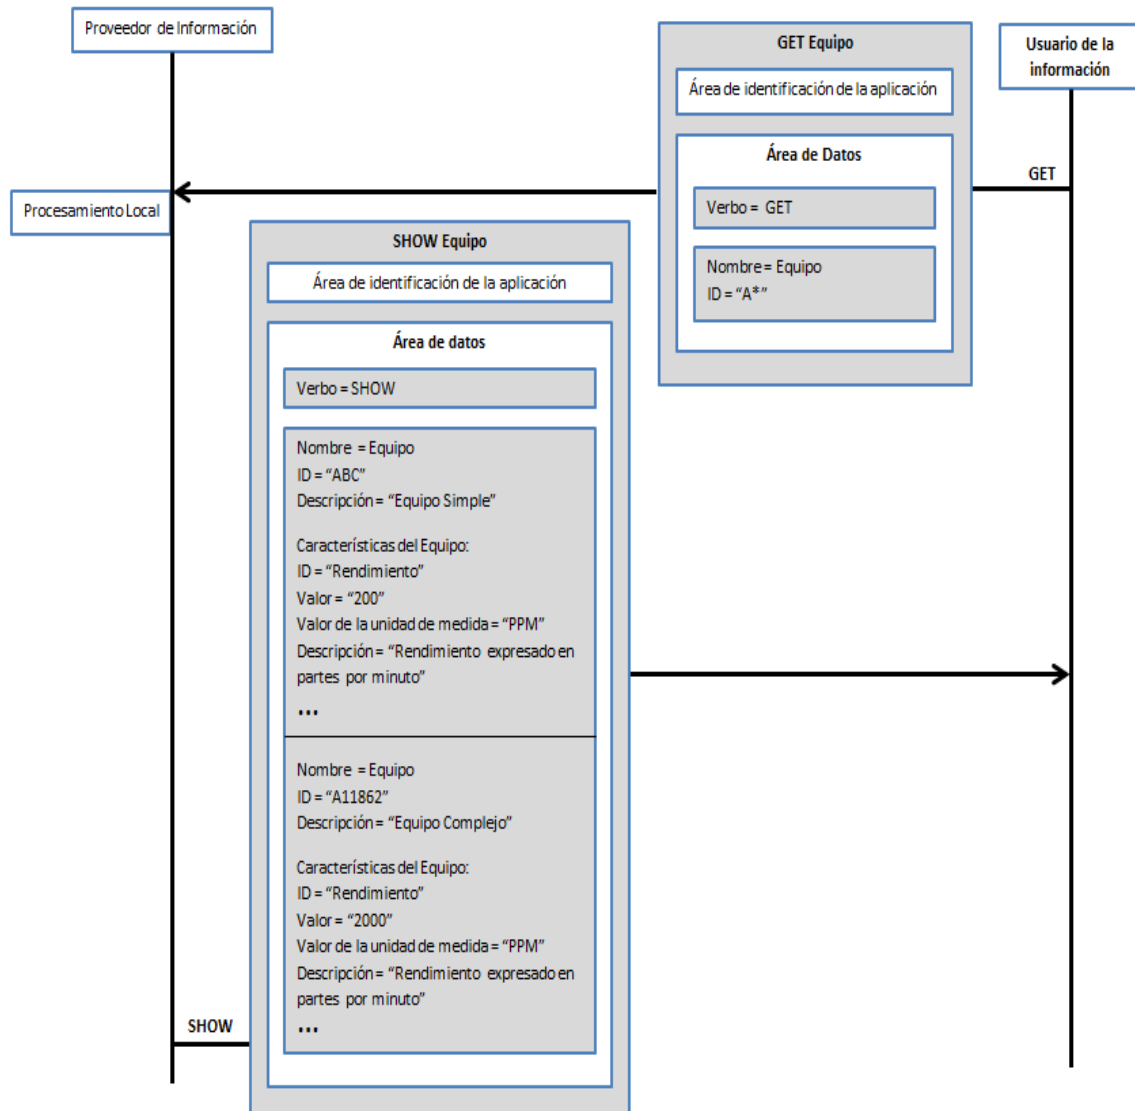 Proveedor de Información
GET Equipo
Usuario de la
información
Área de identificación de la aplicación
Área de Datos
GET
Verbo = GET
Procesamiento Local
Nombre = Equipo
ID = “A*”
SHOW Equipo
Área de identificación de la aplicación
Área de datos
Verbo = SHOW
Nombre = Equipo
ID = “ABC”
Descripción = “Equipo Simple”
Características del Equipo:
ID = “Rendimiento”
Valor = “200”
Valor de la unidad de medida = “PPM”
Descripción = “Rendimiento expresado en
partes por minuto”
...
Nombre = Equipo
ID = “A11862”
Descripción = “Equipo Complejo”
Características del Equipo:
ID = “Rendimiento”
Valor = “2000”
Valor de la unidad de medida = “PPM”
Descripción = “Rendimiento expresado en
partes por minuto”
...
SHOW